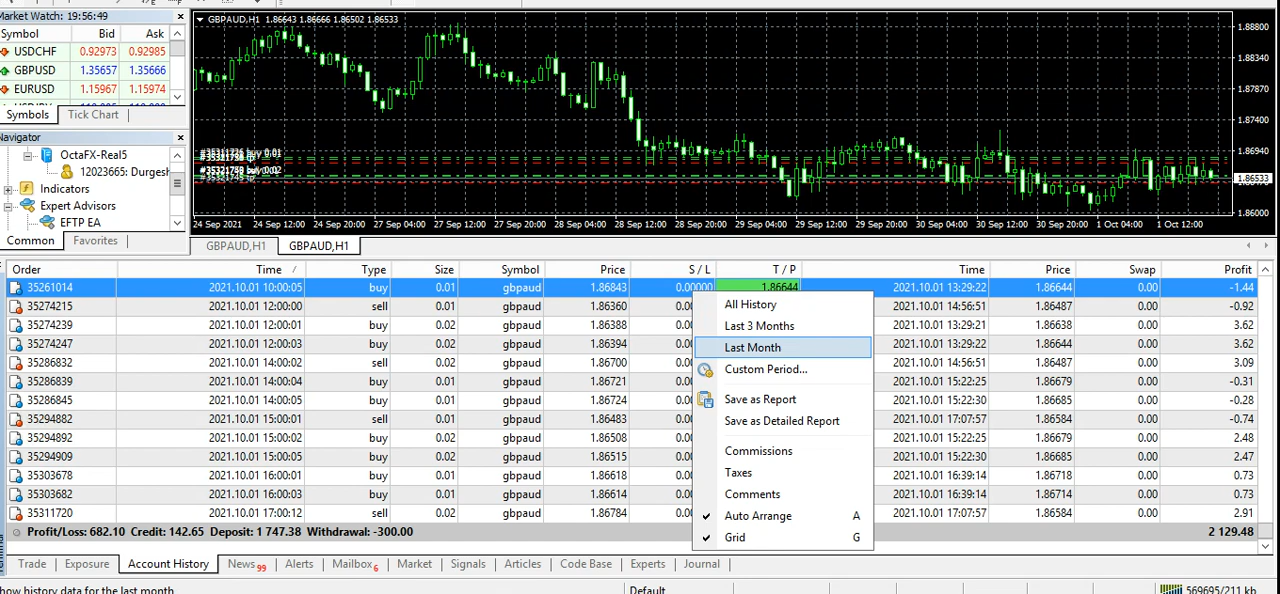 Market Watch: 19:56:49
Symbol Bid Ask
USDCHF 0.92973 0.92985
GBPUSD 1.35657 1.35666
EURUSD 1.15967 1.15974
Symbols Tick Chart
Navigator
OctaFX-Real5
12023665: Durgesh
Indicators
Expert Advisors
EFTP EA
Common Favorites
GBPAUD,H1 1.86643 1.86666 1.86502 1.86533
1.88800
1.88340
1.87870
1.87400
1.86940
1.86533
1.86000
24 Sep 2021 24 Sep 12:00 27 Sep 04:00 27 Sep 12:00 27 Sep 20:00 28 Sep 04:00 28 Sep 12:00 28 Sep 20:00 29 Sep 04:00 29 Sep 12:00 29 Sep 20:00 30 Sep 04:00 30 Sep 12:00 30 Sep 20:00 1 Oct 04:00 1 Oct 12:00
GBPAUD,H1 GBPAUD,H1
Order Time / Type Size Symbol Price S / L T / P Time Price Swap Profit
35261014 2021.10.01 10:00:05 buy 0.01 gbpaud 1.86843 0.00000 1.86644 2021.10.01 13:29:22 1.86644 0.00 -1.44
35274215 2021.10.01 12:00:00 sell 0.01 gbpaud 1.86360 0.00 2021.10.01 14:56:51 1.86487 0.00 -0.92
35274239 2021.10.01 12:00:01 buy 0.02 gbpaud 1.86388 0.00 2021.10.01 13:29:21 1.86638 0.00 3.62
35274247 2021.10.01 12:00:03 buy 0.02 gbpaud 1.86394 0.00 2021.10.01 13:29:22 1.86644 0.00 3.62
35286832 2021.10.01 14:00:02 sell 0.02 gbpaud 1.86700 0.00 2021.10.01 14:56:51 1.86487 0.00 3.09
35286839 2021.10.01 14:00:04 buy 0.01 gbpaud 1.86721 0.00 2021.10.01 15:22:25 1.86679 0.00 -0.31
35286845 2021.10.01 14:00:05 buy 0.01 gbpaud 1.86724 0.00 2021.10.01 15:22:30 1.86685 0.00 -0.28
35294882 2021.10.01 15:00:01 sell 0.01 gbpaud 1.86483 0.00 2021.10.01 17:07:57 1.86584 0.00 -0.74
35294892 2021.10.01 15:00:03 buy 0.02 gbpaud 1.86508 0.00 2021.10.01 15:22:25 1.86679 0.00 2.48
35294909 2021.10.01 15:00:05 buy 0.02 gbpaud 1.86515 0.00 2021.10.01 15:22:30 1.86685 0.00 2.47
35303678 2021.10.01 16:00:01 buy 0.01 gbpaud 1.86618 0.00 2021.10.01 16:39:14 1.86718 0.00 0.73
35303682 2021.10.01 16:00:03 buy 0.01 gbpaud 1.86614 0.00 2021.10.01 16:39:14 1.86714 0.00 0.73
35311720 2021.10.01 17:00:12 sell 0.02 gbpaud 1.86784 0.00 2021.10.01 17:07:57 1.86584 0.00 2.91
Profit/Loss: 682.10 Credit: 142.65 Deposit: 1 747.38 Withdrawal: -300.00 2 129.48
All History
Last 3 Months
Last Month
Custom Period...
Save as Report
Save as Detailed Report
Commissions
Taxes
Comments
Auto Arrange A
Grid G
Trade Exposure Account History News 99 Alerts Mailbox 6 Market Signals Articles Code Base Experts Journal
how history data for the last month Default 569695/211 kb